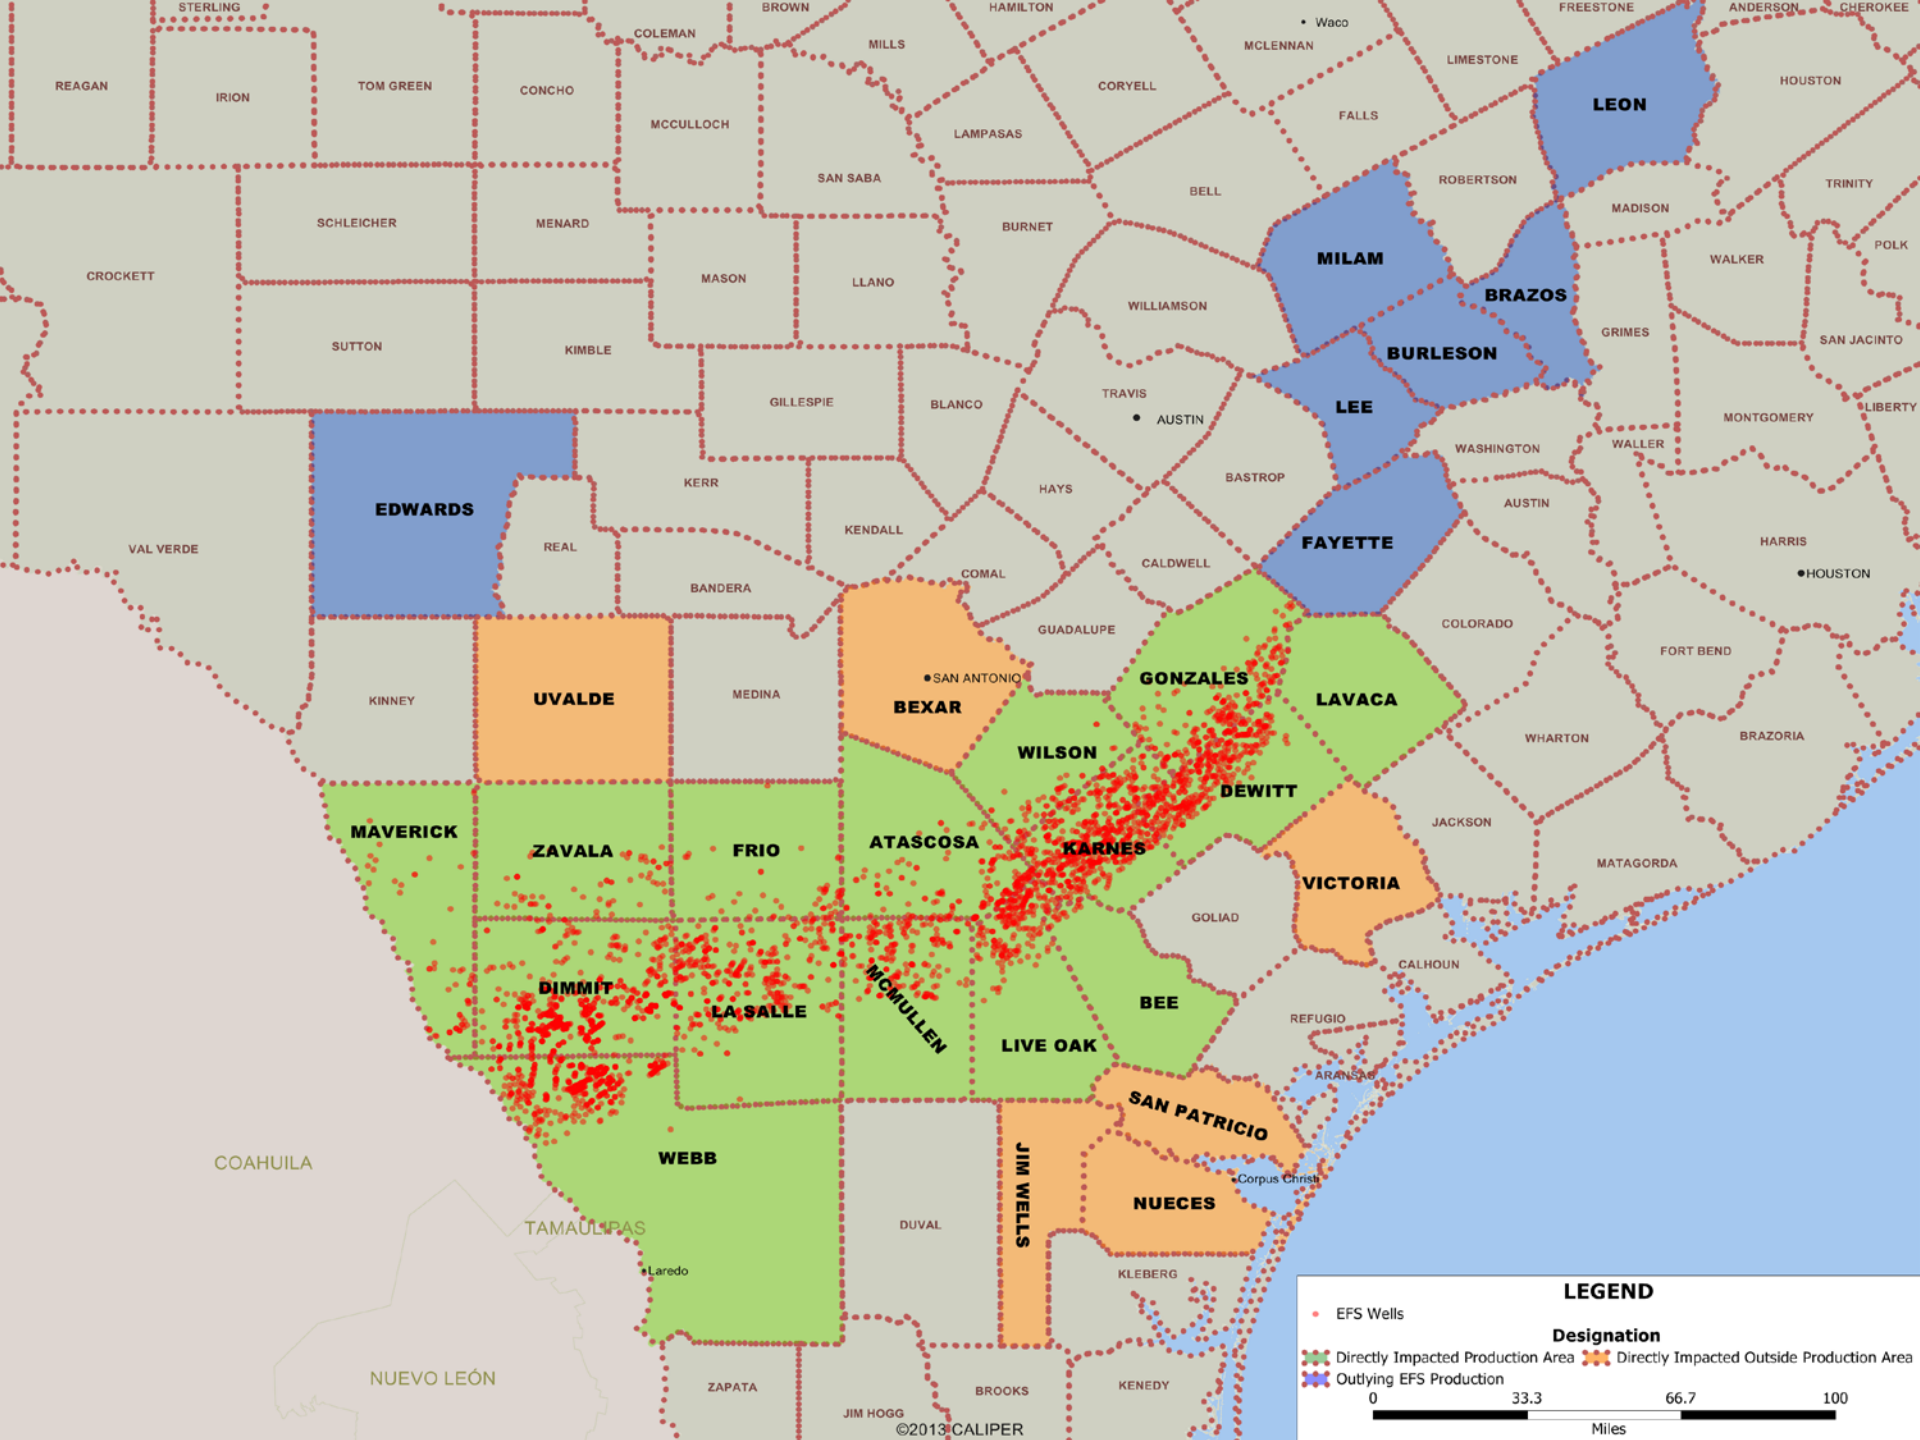 STERLING
BROWN
HAMILTON
Waco
FREESTONE
ANDERSON
CHEROKEE
COLEMAN
MILLS
MCLENNAN
LIMESTONE
REAGAN
IRION
TOM GREEN
CONCHO
CORYELL
HOUSTON
LEON
MCCULLOCH
LAMPASAS
FALLS
SAN SABA
BELL
ROBERTSON
TRINITY
SCHLEICHER
MENARD
BURNET
MADISON
POLK
CROCKETT
MASON
LLANO
MILAM
WALKER
WILLIAMSON
BRAZOS
SUTTON
KIMBLE
BURLESON
GRIMES
SAN JACINTO
GILLESPIE
BLANCO
TRAVIS
AUSTIN
LEE
MONTGOMERY
LIBERTY
WASHINGTON
WALLER
KERR
HAYS
BASTROP
EDWARDS
AUSTIN
VAL VERDE
REAL
KENDALL
FAYETTE
HARRIS
BANDERA
COMAL
CALDWELL
HOUSTON
GUADALUPE
COLORADO
FORT BEND
KINNEY
UVALDE
MEDINA
SAN ANTONIO
BEXAR
GONZALES
LAVACA
WILSON
WHARTON
BRAZORIA
DEWITT
MAVERICK
ZAVALA
FRIO
ATASCOSA
KARNES
JACKSON
MATAGORDA
VICTORIA
GOLIAD
CALHOUN
DIMMIT
LA SALLE
MCMULLEN
BEE
REFUGIO
LIVE OAK
ARANSAS
SAN PATRICIO
COAHUILA
WEBB
JIM WELLS
Corpus Christi
NUECES
TAMAULIPAS
DUVAL
Laredo
KLEBERG
NUEVO LEÓN
ZAPATA
JIM HOGG
BROOKS
KENEDY
©2013 CALIPER
LEGEND
EFS Wells
Designation
Directly Impacted Production Area
Directly Impacted Outside Production Area
Outlying EFS Production
0 33.3 66.7 100
Miles